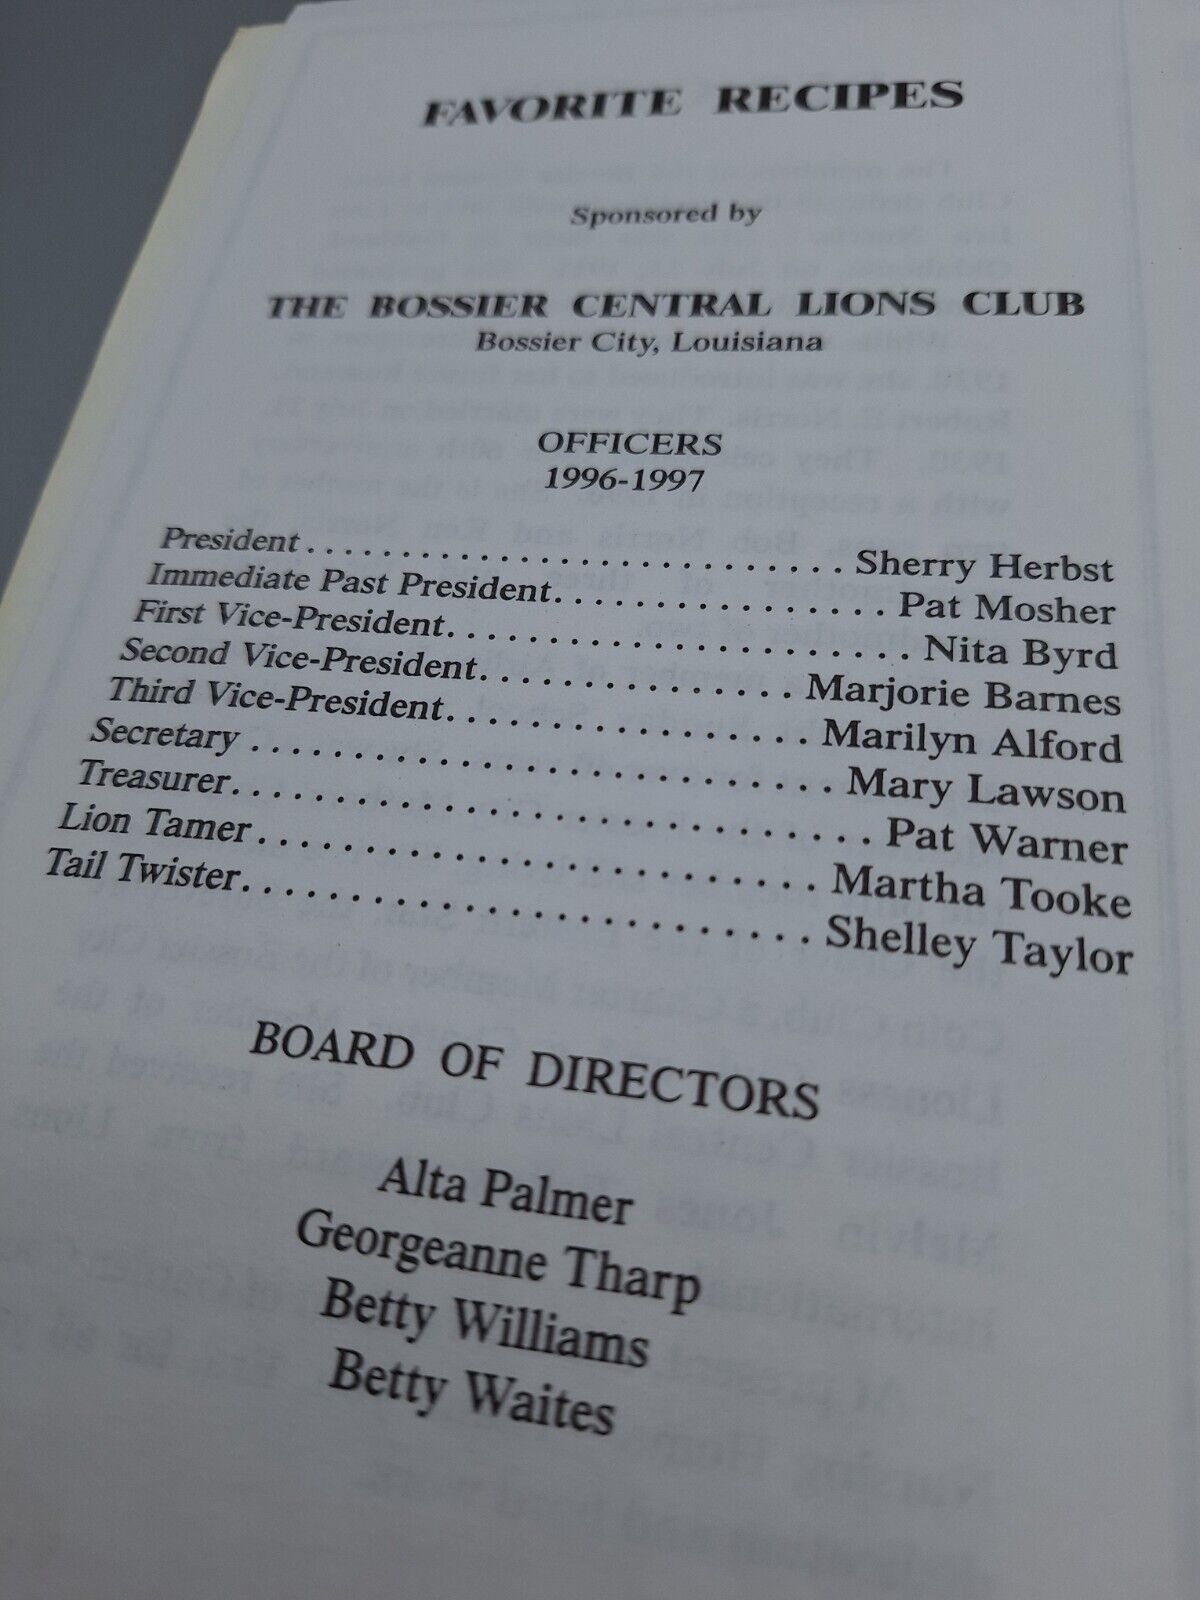 FAVORITE RECIPES
Sponsored by
THE BOSSIER CENTRAL LIONS CLUB
Bossier City, Louisiana
OFFICERS
1996-1997
President.................................Sherry Herbst
Immediate Past President.................Pat Mosher
First Vice-President.......................Nita Byrd
Second Vice-President................Marjorie Barnes
Third Vice-President..................Marilyn Alford
Secretary.............................Mary Lawson
Treasurer................................Pat Warner
Lion Tamer...........................Martha Tooke
Tail Twister...........................Shelley Taylor
BOARD OF DIRECTORS
Alta Palmer
Georgeanne Tharp
Betty Williams
Betty Waites